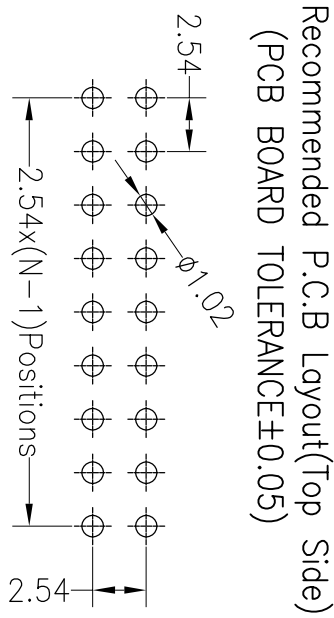 Recommended P.C.B Layout(Top Side)
(PCB BOARD TOLERANCE±0.05)
2.54
ϕ1.02
2.54x(N-1)Positions
2.54